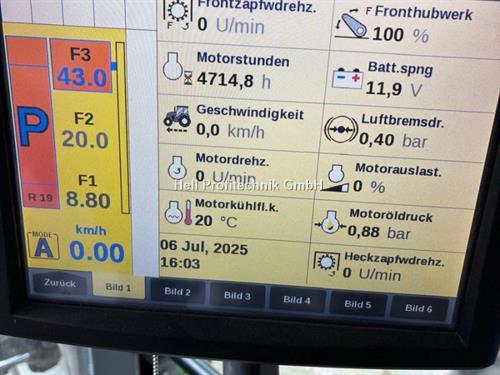 Frontzapfwdrehz.
F r 0 U/min
F Fronthubwerk
100 %
Motorstunden
4714,8 h
Batt.spng
11,9 V
Geschwindigkeit
0,0 km/h
Luftbremsdr.
0,40 bar
Motordrehz.
0 U/min
Motorauslast.
0 %
Hell Profitechnik GmbH
Motorkühlfl.k.
20 °C
Motoröldruck
0,88 bar
06 Jul, 2025
16:03
Heckzapfwdrehz.
0 U/min
F3
43.0
P
F2
20.0
F1
R 19 8.80
km/h
MODE
A 0.00
Zurück Bild 1 Bild 2 Bild 3 Bild 4 Bild 5 Bild 6